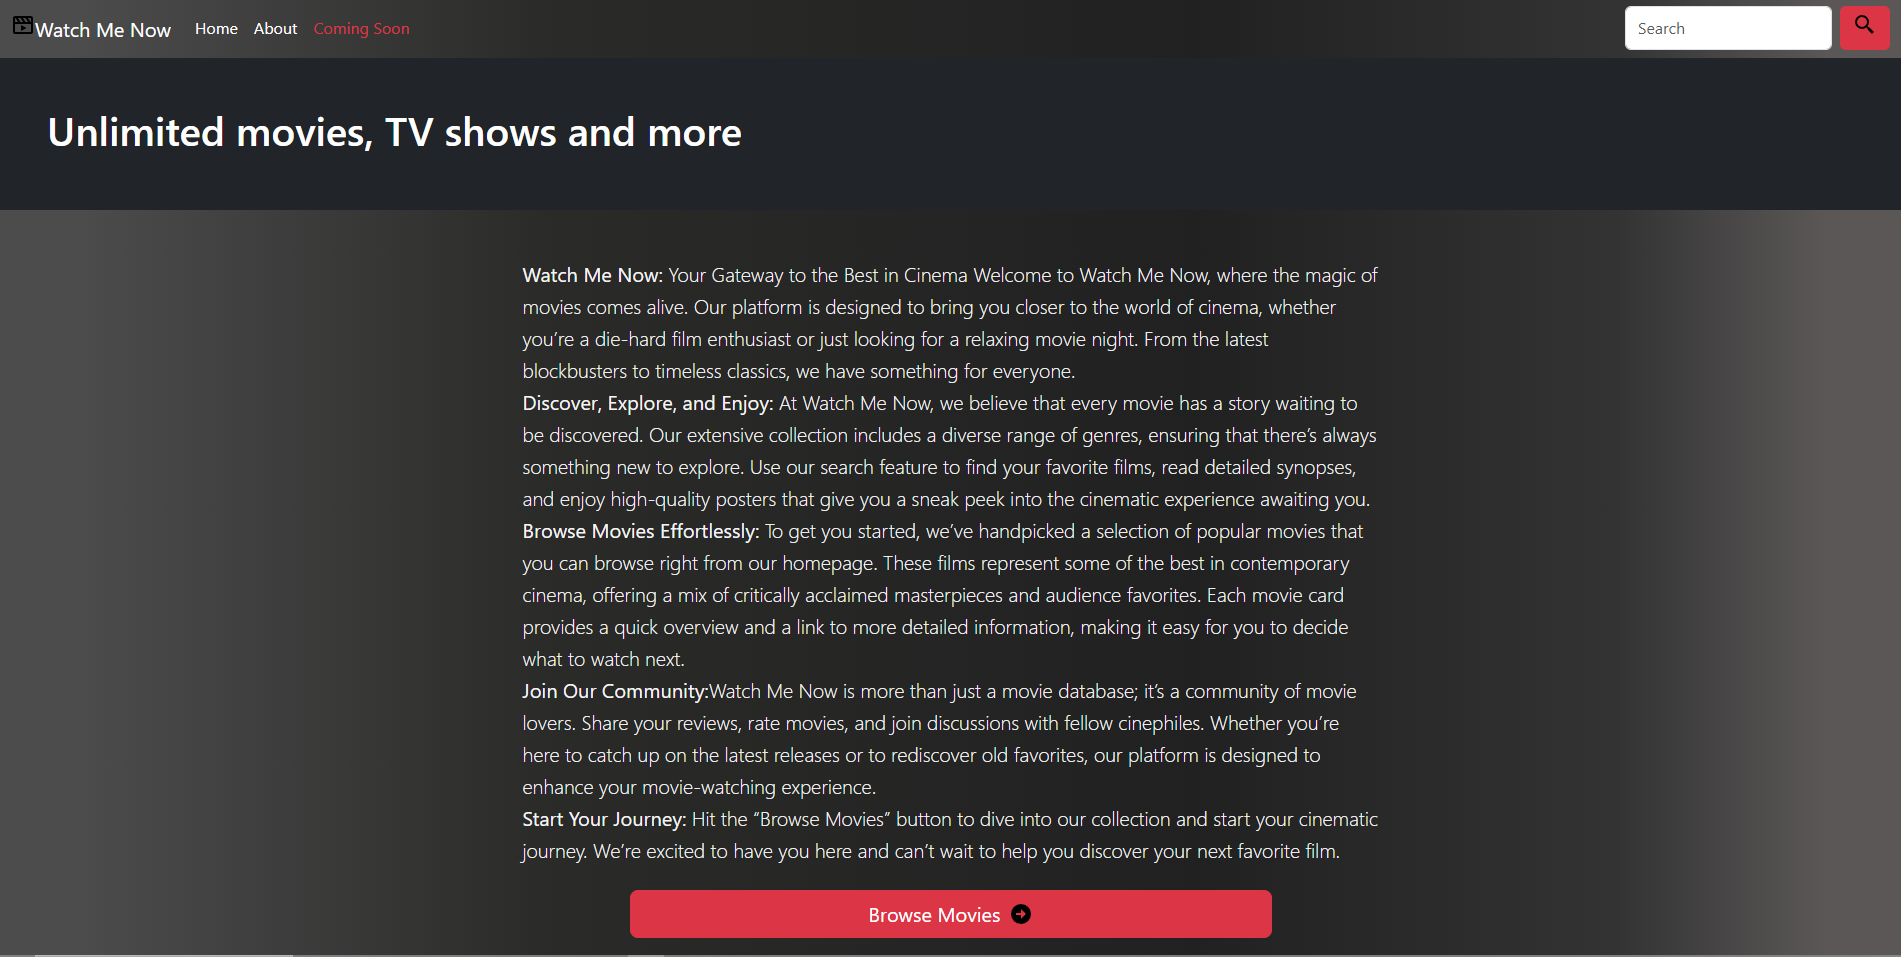 Watch Me Now Home About Coming Soon Search
Unlimited movies, TV shows and more
Watch Me Now: Your Gateway to the Best in Cinema Welcome to Watch Me Now, where the magic of
movies comes alive. Our platform is designed to bring you closer to the world of cinema, whether
you’re a die-hard film enthusiast or just looking for a relaxing movie night. From the latest
blockbusters to timeless classics, we have something for everyone.
Discover, Explore, and Enjoy: At Watch Me Now, we believe that every movie has a story waiting to
be discovered. Our extensive collection includes a diverse range of genres, ensuring that there’s always
something new to explore. Use our search feature to find your favorite films, read detailed synopses,
and enjoy high-quality posters that give you a sneak peek into the cinematic experience awaiting you.
Browse Movies Effortlessly: To get you started, we’ve handpicked a selection of popular movies that
you can browse right from our homepage. These films represent some of the best in contemporary
cinema, offering a mix of critically acclaimed masterpieces and audience favorites. Each movie card
provides a quick overview and a link to more detailed information, making it easy for you to decide
what to watch next.
Join Our Community:Watch Me Now is more than just a movie database; it’s a community of movie
lovers. Share your reviews, rate movies, and join discussions with fellow cinephiles. Whether you’re
here to catch up on the latest releases or to rediscover old favorites, our platform is designed to
enhance your movie-watching experience.
Start Your Journey: Hit the “Browse Movies” button to dive into our collection and start your cinematic
journey. We’re excited to have you here and can’t wait to help you discover your next favorite film.
Browse Movies